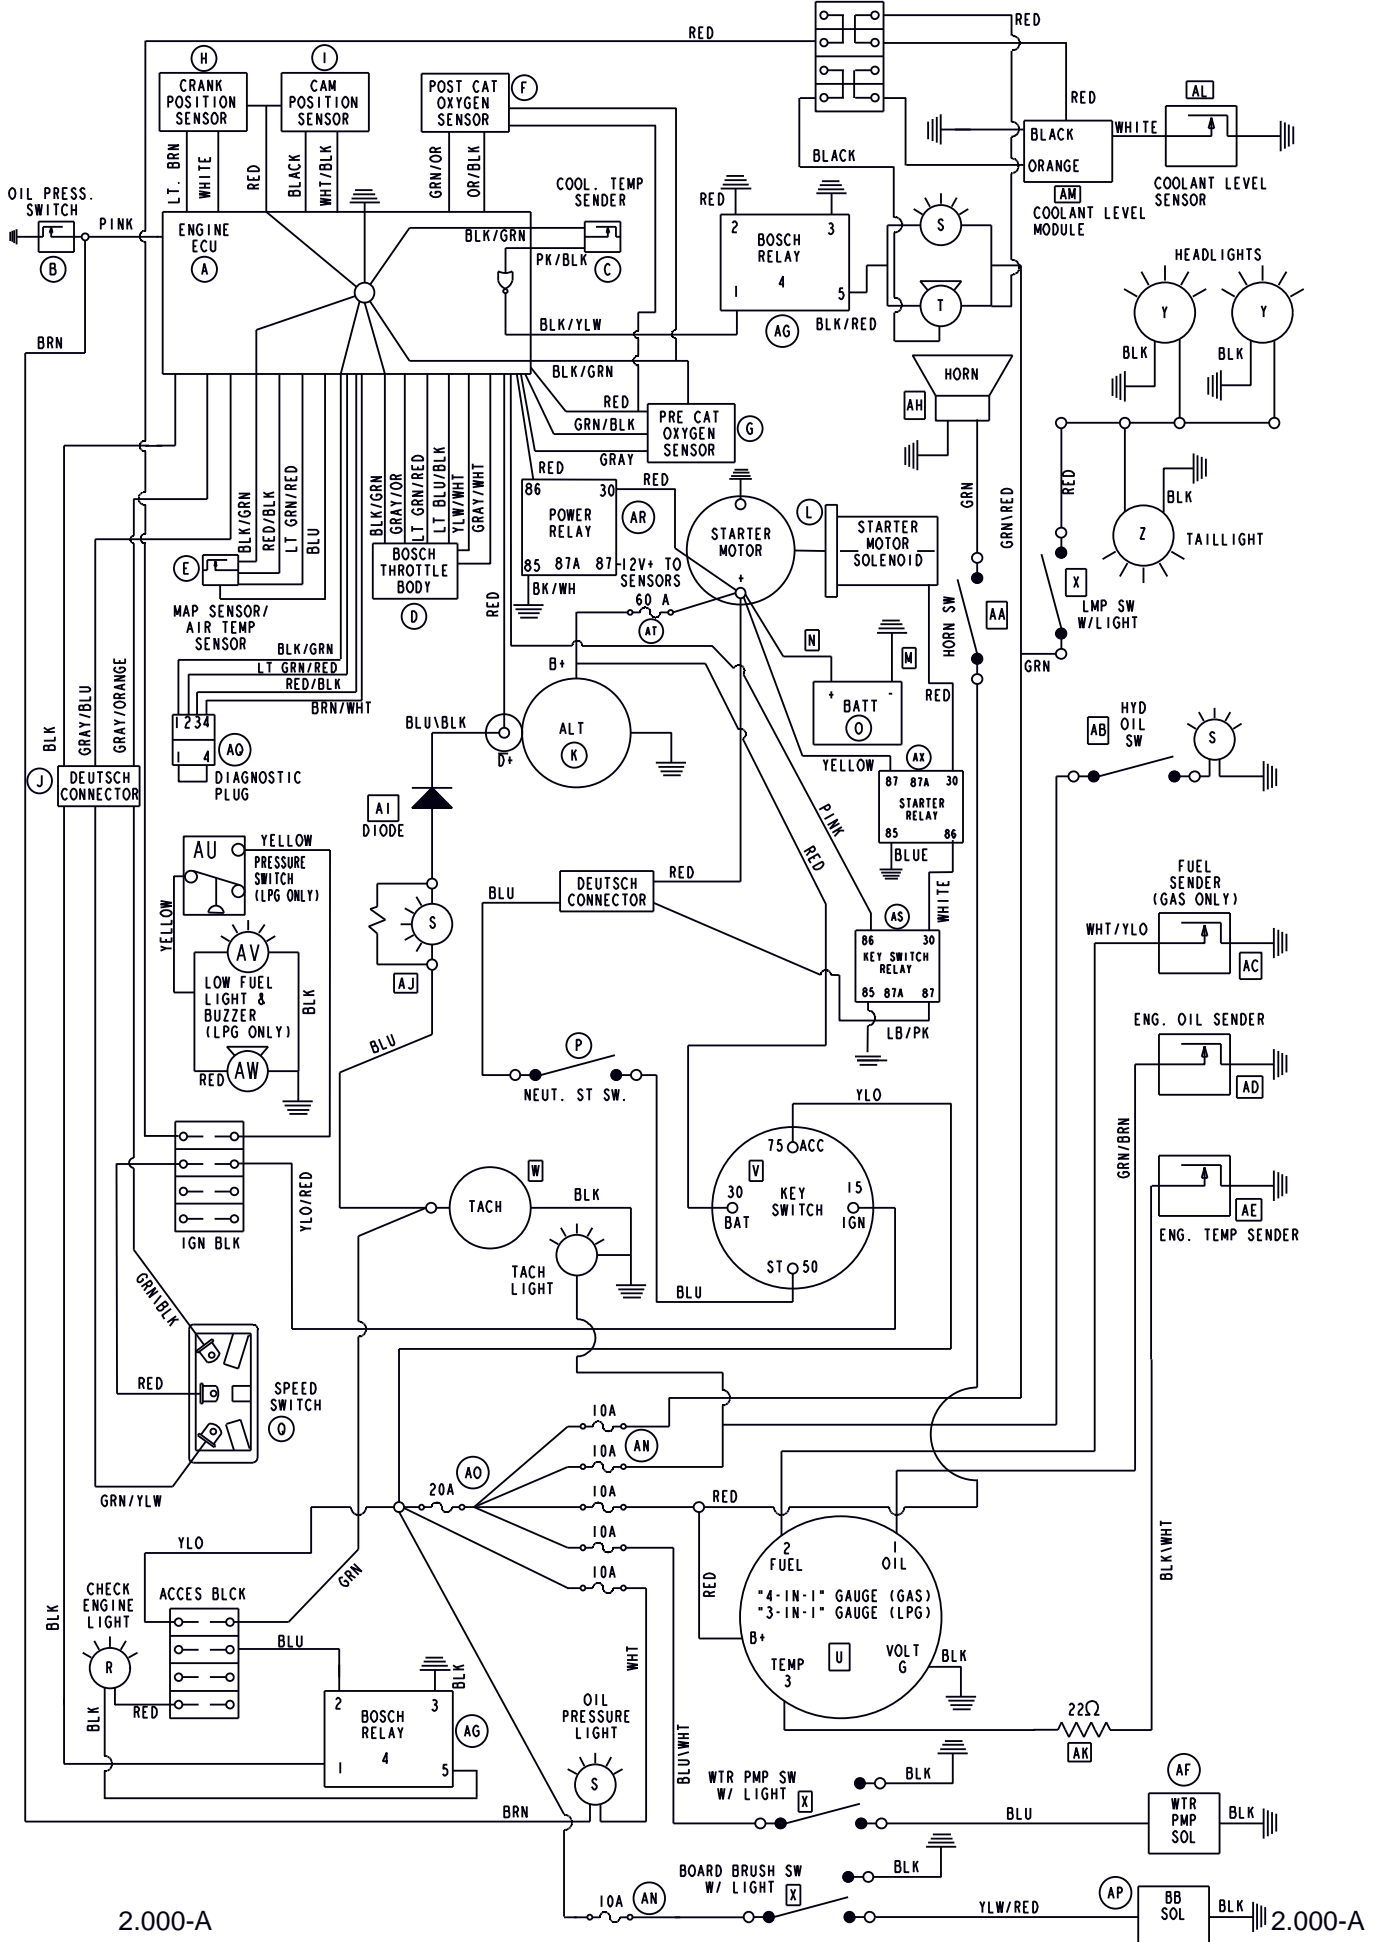 RED
RED
H
I
CRANK
POSITION
SENSOR
CAM
POSITION
SENSOR
POST CAT
OXYGEN
SENSOR
F
RED
AL
BLACK
WHITE
ORANGE
AM
COOLANT LEVEL
MODULE
COOLANT LEVEL
SENSOR
BLACK
LT. BRN
WHITE
RED
BLACK
WHT/BLK
GRN/OR
OR/BLK
COOL. TEMP
SENDER
OIL PRESS.
SWITCH
PINK
B
ENGINE
ECU
A
BLK/GRN
PK/BLK
C
BLK/YLW
RED
2
3
BOSCH
RELAY
4
1
5
AG
BLK/RED
S
T
HEADLIGHTS
Y
Y
BLK
BLK
BRN
BLK/GRN
RED
GRN/BLK
GRAY
PRE CAT
OXYGEN
SENSOR
G
HORN
AH
GRN
GRN\RED
RED
BLK
Z
TAILLIGHT
BLK/GRN
RED/BLK
LT GRN/RED
BLU
BLK/GRN
GRAY/OR
LT GRN/RED
LT BLU/BLK
YLW/WHT
GRAY/WHT
RED
86
30
RED
POWER
RELAY
AR
85 87A 87
12V+ TO
SENSORS
BK/WH
STARTER
MOTOR
+
L
STARTER
MOTOR
SOLENOID
E
MAP SENSOR/
AIR TEMP
SENSOR
BOSCH
THROTTLE
BODY
D
RED
60 A
AT
N
M
HORN SW
AA
X
LMP SW
W/LIGHT
GRN
BLK/GRN
LT GRN/RED
RED/BLK
BRN/WHT
1 2 3 4
1 4
AQ
DIAGNOSTIC
PLUG
BLK
GRAY/BLU
GRAY/ORANGE
J
DEUTSCH
CONNECTOR
B+
BLU\BLK
D+
ALT
K
+ -
BATT
O
RED
YELLOW
AX
87 87A 30
STARTER
RELAY
85 86
BLUE
AB
HYD
OIL
SW
S
AI
DIODE
PINK
RED
WHITE
AU
YELLOW
PRESSURE
SWITCH
(LPG ONLY)
YELLOW
AV
LOW FUEL
LIGHT &
BUZZER
(LPG ONLY)
BLK
RED
AW
S
AJ
BLU
BLU
DEUTSCH
CONNECTOR
RED
AS
86 30
KEY SWITCH
RELAY
85 87A 87
LB/PK
FUEL
SENDER
(GAS ONLY)
WHT/YLO
AC
ENG. OIL SENDER
AD
GRN/BRN
AE
ENG. TEMP SENDER
P
NEUT. ST SW.
YLO
75 ACC
V
30
BAT
KEY
SWITCH
15
IGN
ST 50
BLU
IGN BLK
YLO/RED
TACH
W
BLK
TACH
LIGHT
GRN\BLK
RED
SPEED
SWITCH
Q
GRN/YLW
10A
AN
10A
AO
20A
10A
RED
10A
10A
YLO
GRN
CHECK
ENGINE
LIGHT
R
ACCES BLCK
BLU
RED
BLK
BLK
2
3
BLK
BOSCH
RELAY
4
1
5
AG
WHT
OIL
PRESSURE
LIGHT
S
BRN
RED
2
FUEL
1
OIL
"4-IN-1" GAUGE (GAS)
"3-IN-1" GAUGE (LPG)
B+
U
TEMP
3
VOLT
G
BLK
BLK\WHT
22Ω
AK
BLU\WHT
WTR PMP SW
W/ LIGHT
X
BLK
BLU
AF
WTR
PMP
SOL
BLK
BOARD BRUSH SW
W/ LIGHT
X
BLK
10A
AN
YLW/RED
AP
BB
SOL
BLK
2.000-A
2.000-A